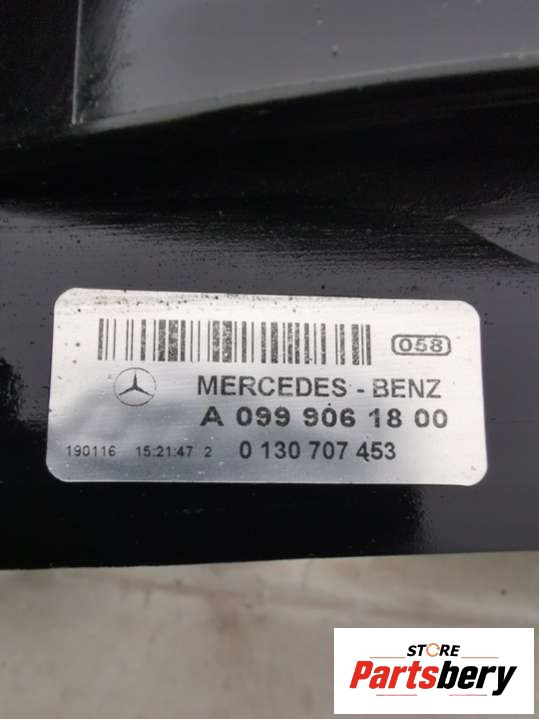 058
MERCEDES - BENZ
A 099 906 18 00
190116 15:21:47 2 0 130 707 453
STORE
Partsbery